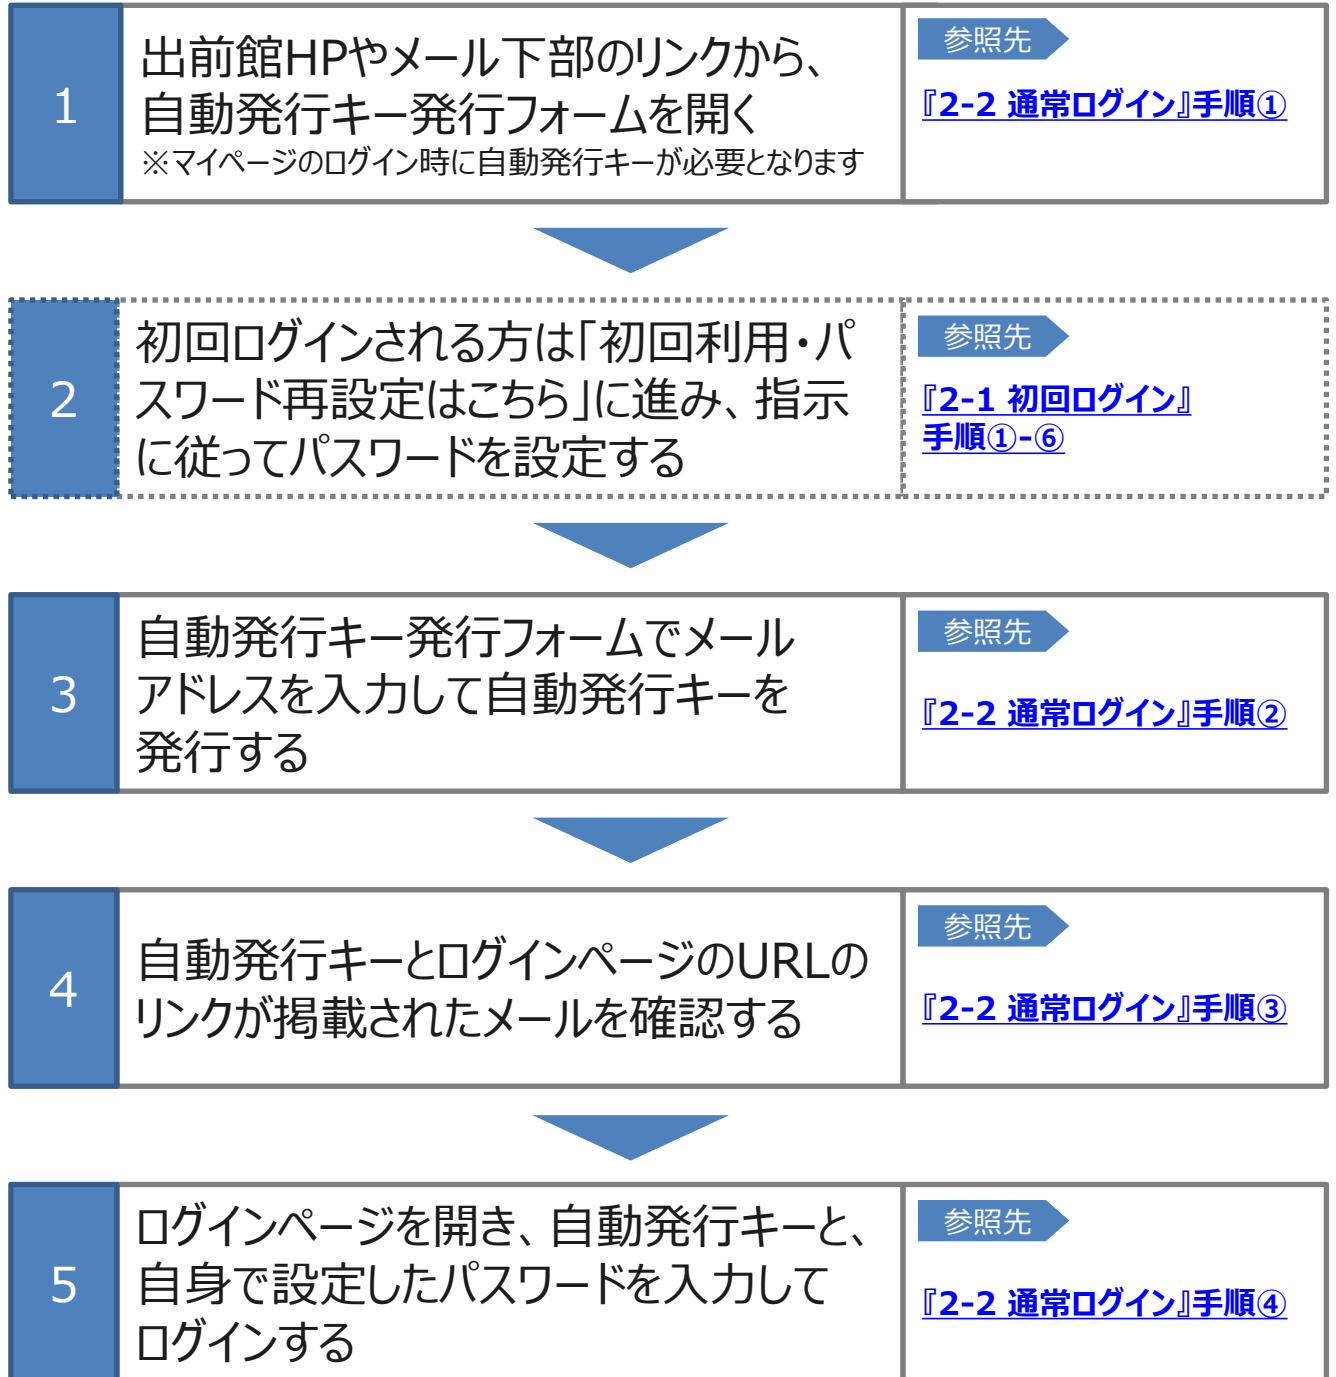 1
出前館HPやメール下部のリンクから、
自動発行キー発行フォームを開く
※マイページのログイン時に自動発行キーが必要となります
参照先
『2-2 通常ログイン』手順①
2
初回ログインされる方は「初回利用・パ
スワード再設定はこちら」に進み、指示
に従ってパスワードを設定する
参照先
『2-1 初回ログイン』
手順①-⑥
3
自動発行キー発行フォームでメール
アドレスを入力して自動発行キーを
発行する
参照先
『2-2 通常ログイン』手順②
4
自動発行キーとログインページのURLの
リンクが掲載されたメールを確認する
参照先
『2-2 通常ログイン』手順③
5
ログインページを開き、自動発行キーと、
自身で設定したパスワードを入力して
ログインする
参照先
『2-2 通常ログイン』手順④